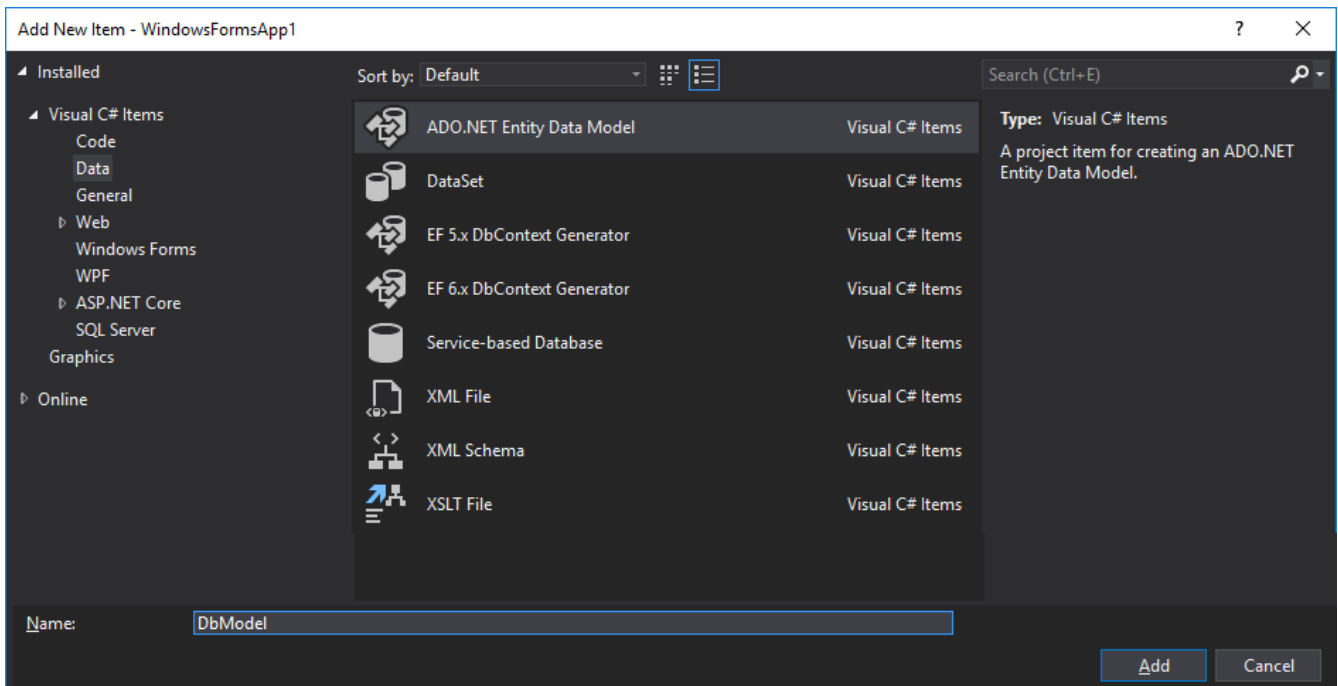 Add New Item - WindowsFormsApp1
?
Installed
Sort by: Default
Search (Ctrl+E)
Visual C# Items
Code
Data
General
Web
Windows Forms
WPF
ASP.NET Core
SQL Server
Graphics
Online
ADO.NET Entity Data Model Visual C# Items
DataSet Visual C# Items
EF 5.x DbContext Generator Visual C# Items
EF 6.x DbContext Generator Visual C# Items
Service-based Database Visual C# Items
XML File Visual C# Items
XML Schema Visual C# Items
XSLT File Visual C# Items
Type: Visual C# Items
A project item for creating an ADO.NET
Entity Data Model.
Name: DbModel
Add Cancel